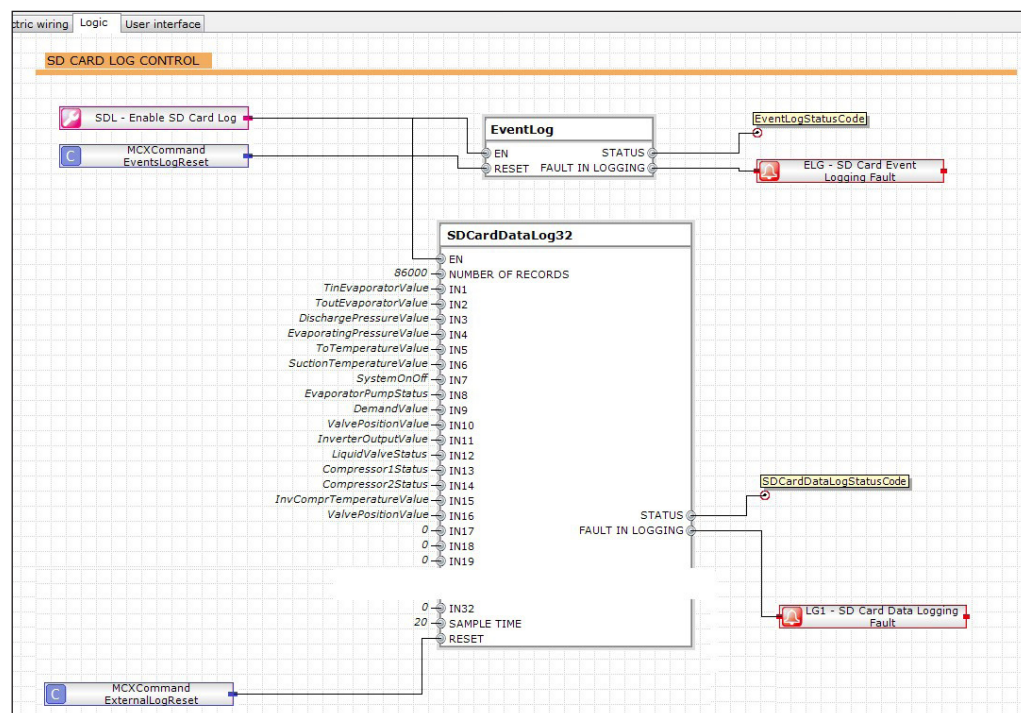 ctric wiring Logic User interface
SD CARD LOG CONTROL
SDL - Enable SD Card Log
C MCXCommand
EventsLogReset
EventLog
EN STATUS
RESET FAULT IN LOGGING
EventLogStatusCode
ELG - SD Card Event
Logging Fault
SDCardDataLog32
EN
86000 NUMBER OF RECORDS
TinEvaporatorValue IN1
ToutEvaporatorValue IN2
DischargePressureValue IN3
EvaporatingPressureValue IN4
ToTemperatureValue IN5
SuctionTemperatureValue IN6
SystemOnOff IN7
EvaporatorPumpStatus IN8
DemandValue IN9
ValvePositionValue IN10
InverterOutputValue IN11
LiquidValveStatus IN12
Compressor1Status IN13
Compressor2Status IN14
InvComprTemperatureValue IN15
ValvePositionValue IN16 STATUS
0 IN17 FAULT IN LOGGING
0 IN18
0 IN19
0 IN32
20 SAMPLE TIME
RESET
SDCardDataLogStatusCode
LG1 - SD Card Data Logging
Fault
C MCXCommand
ExternalLogReset